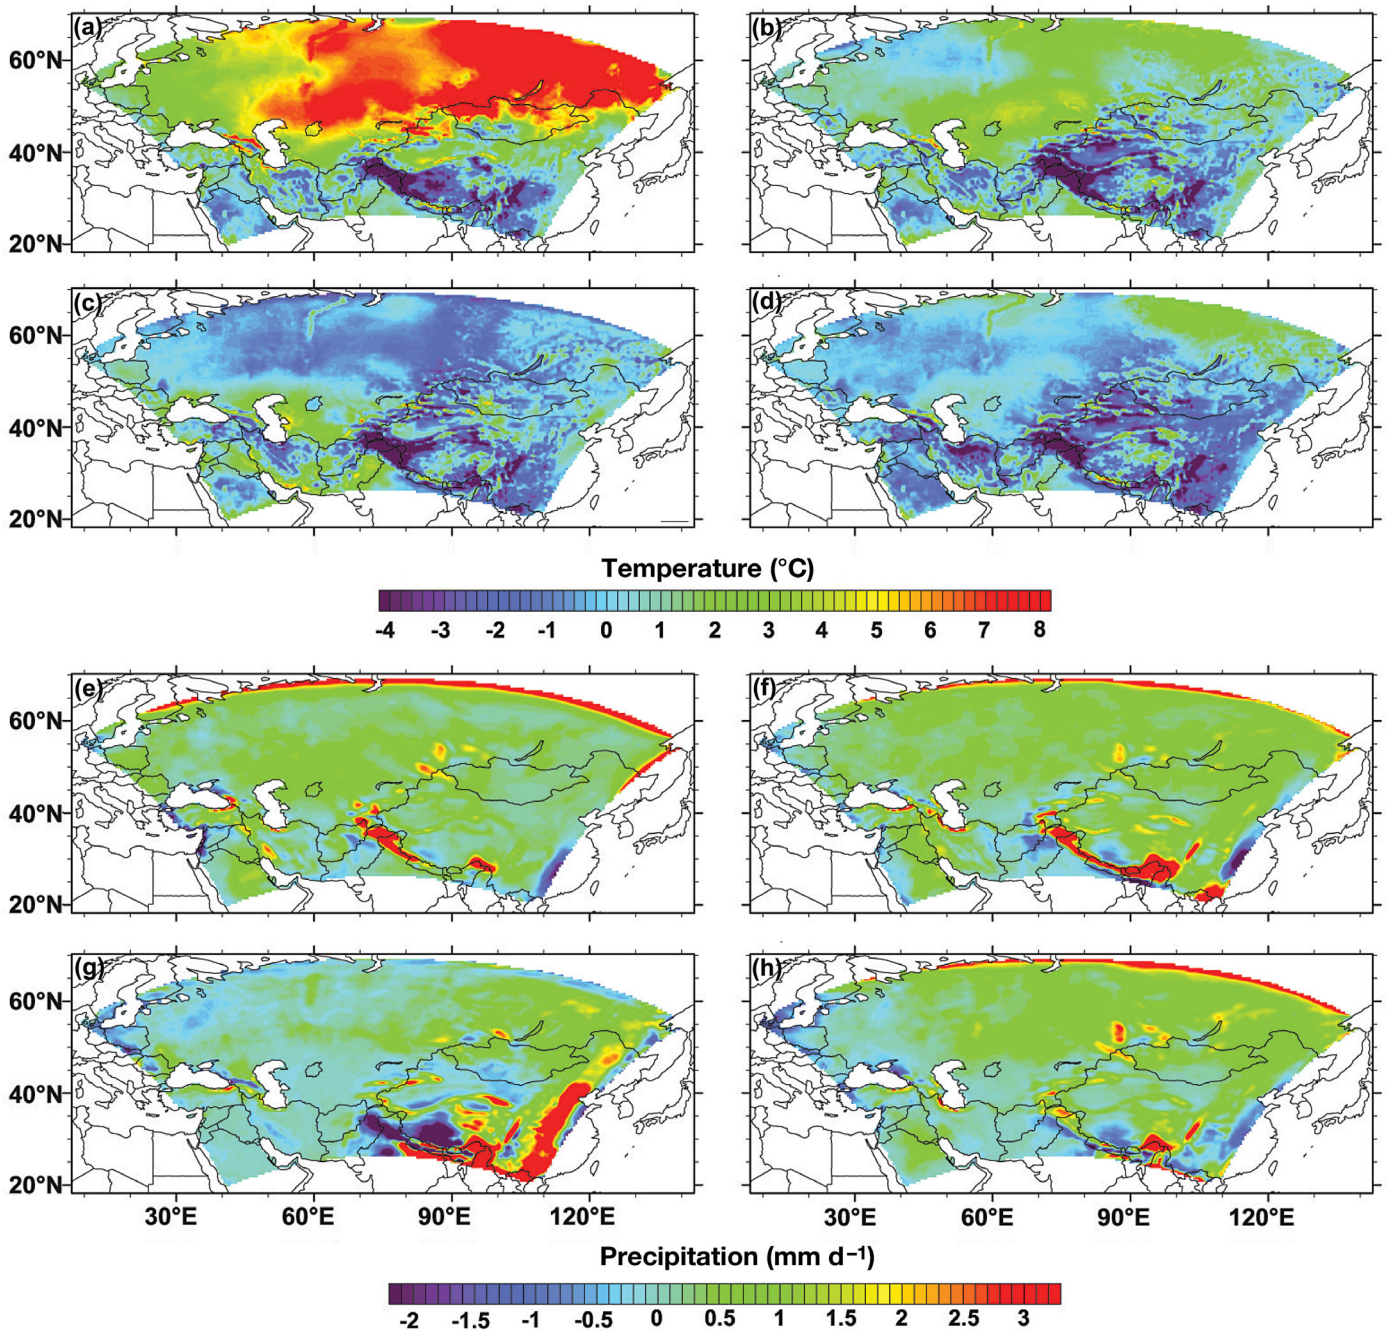 (a) (b)
60°N
40°N
20°N
(c) (d)
60°N
40°N
20°N
Temperature (°C)
-4 -3 -2 -1 0 1 2 3 4 5 6 7 8
(e) (f)
60°N
40°N
20°N
(g) (h)
60°N
40°N
20°N
30°E 60°E 90°E 120°E 30°E 60°E 90°E 120°E
Precipitation (mm d⁻¹)
-2 -1.5 -1 -0.5 0 0.5 1 1.5 2 2.5 3